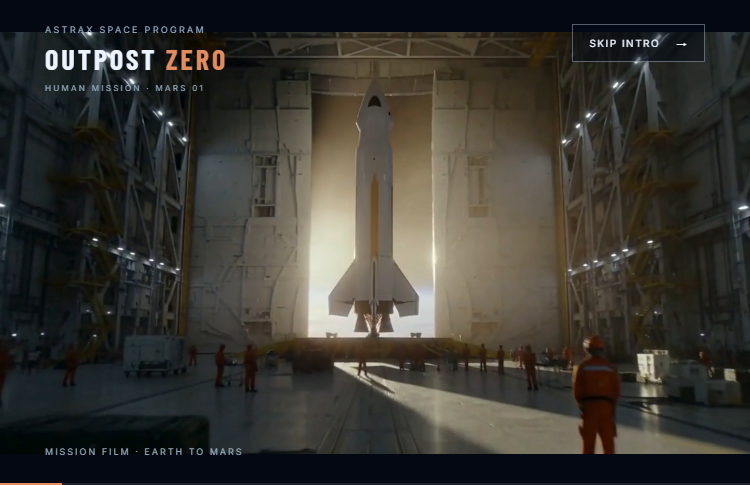 ASTRAX SPACE PROGRAM
OUTPOST ZERO
HUMAN MISSION · MARS 01
SKIP INTRO →
MISSION FILM · EARTH TO MARS